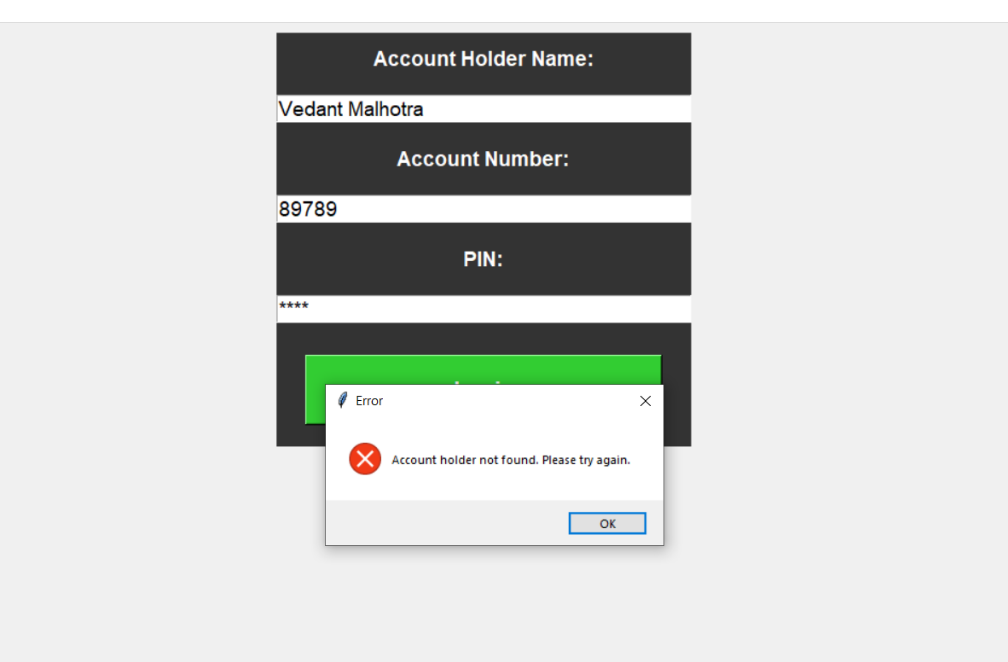 Account Holder Name:
Vedant Malhotra
Account Number:
89789
PIN:
****
Error
Account holder not found. Please try again.
OK